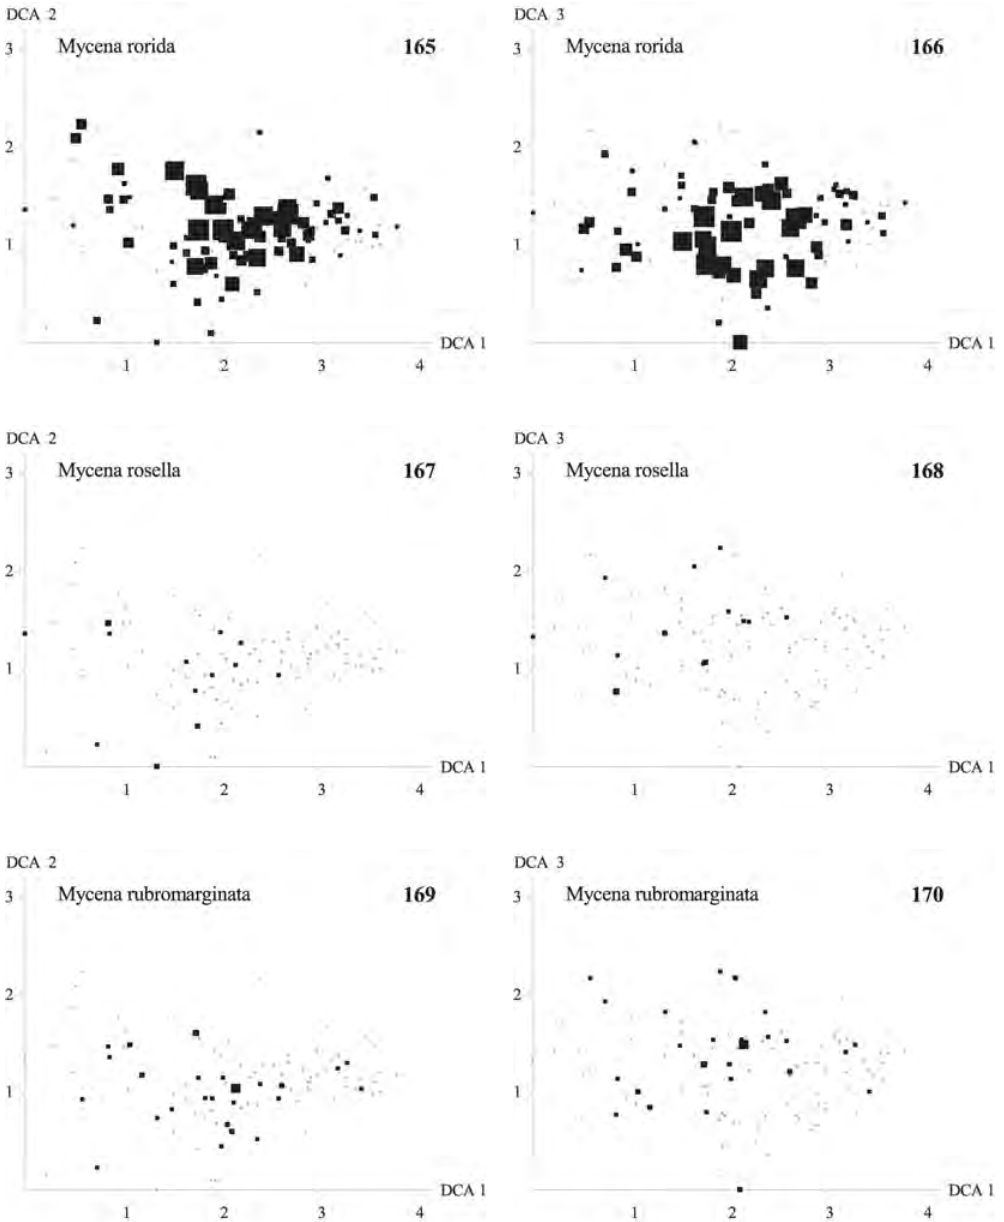 DCA 2
3
Mycena rorida
165
2
1
DCA 1
1 2 3 4
DCA 3
3
Mycena rorida
166
2
1
DCA 1
1 2 3 4
DCA 2
3
Mycena rosella
167
2
1
DCA 1
1 2 3 4
DCA 3
3
Mycena rosella
168
2
1
DCA 1
1 2 3 4
DCA 2
3
Mycena rubromarginata
169
2
1
DCA 1
1 2 3 4
DCA 3
3
Mycena rubromarginata
170
2
1
DCA 1
1 2 3 4